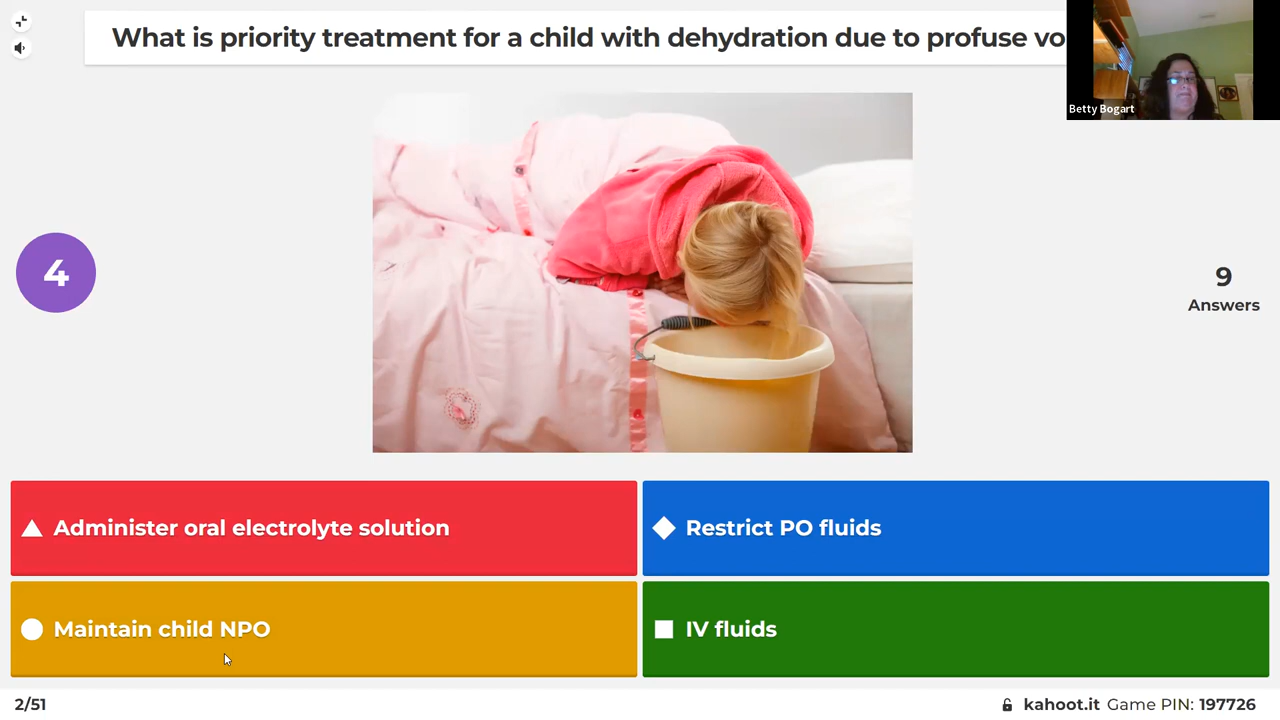 What is priority treatment for a child with dehydration due to profuse vo
Betty Bogart
4
9
Answers
Administer oral electrolyte solution
Restrict PO fluids
Maintain child NPO
IV fluids
2/51
kahoot.it Game PIN: 197726